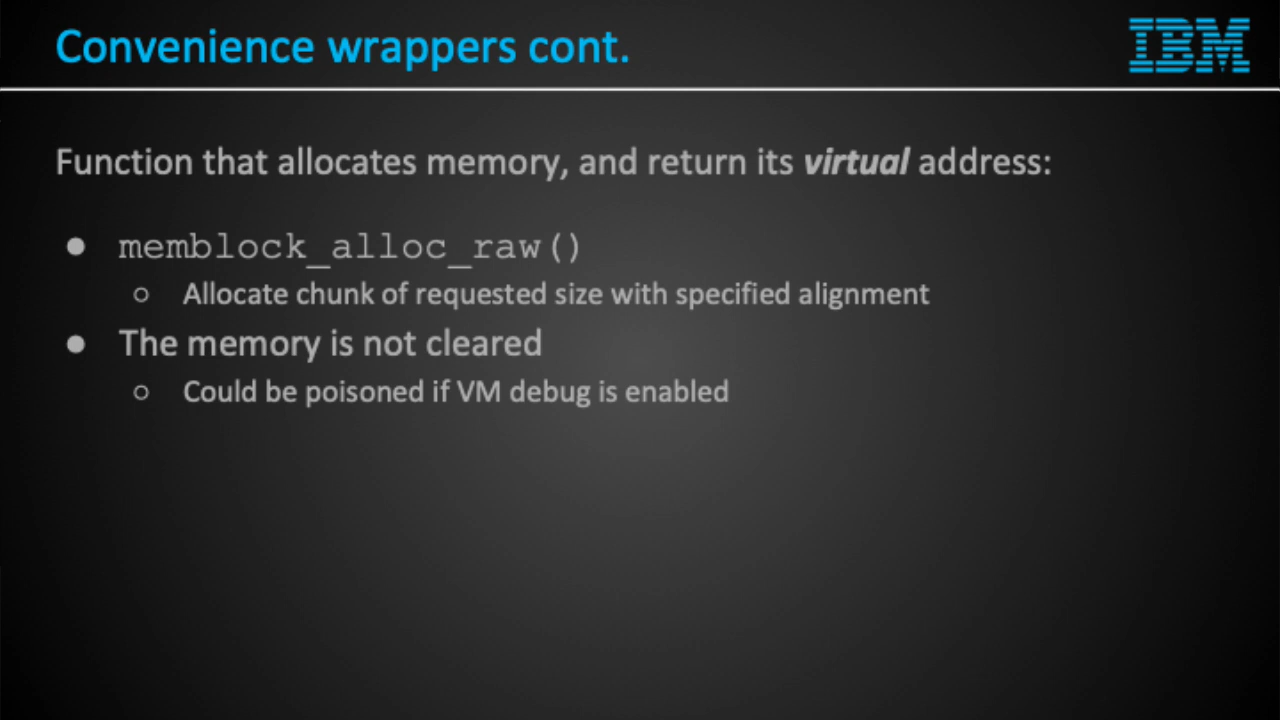 Convenience wrappers cont.
IBM
Function that allocates memory, and return its virtual address:
● memblock_alloc_raw()
○ Allocate chunk of requested size with specified alignment
● The memory is not cleared
○ Could be poisoned if VM debug is enabled